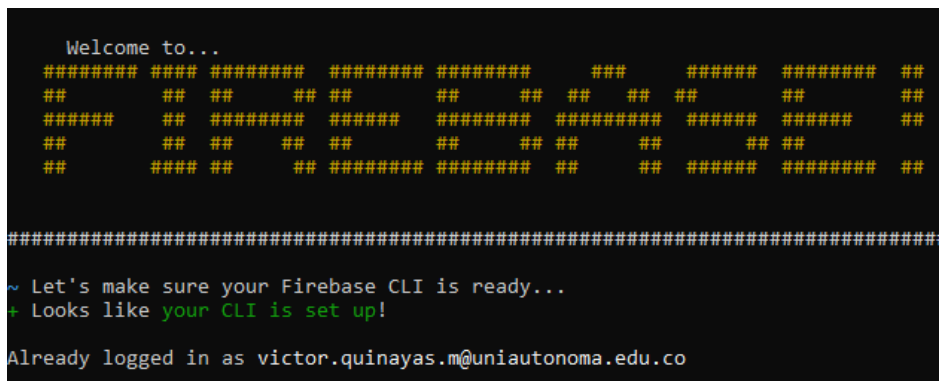 Welcome to...
FIREBASE!
################################################################################
~ Let's make sure your Firebase CLI is ready...
+ Looks like your CLI is set up!
Already logged in as victor.quinayas.m@uniautonoma.edu.co